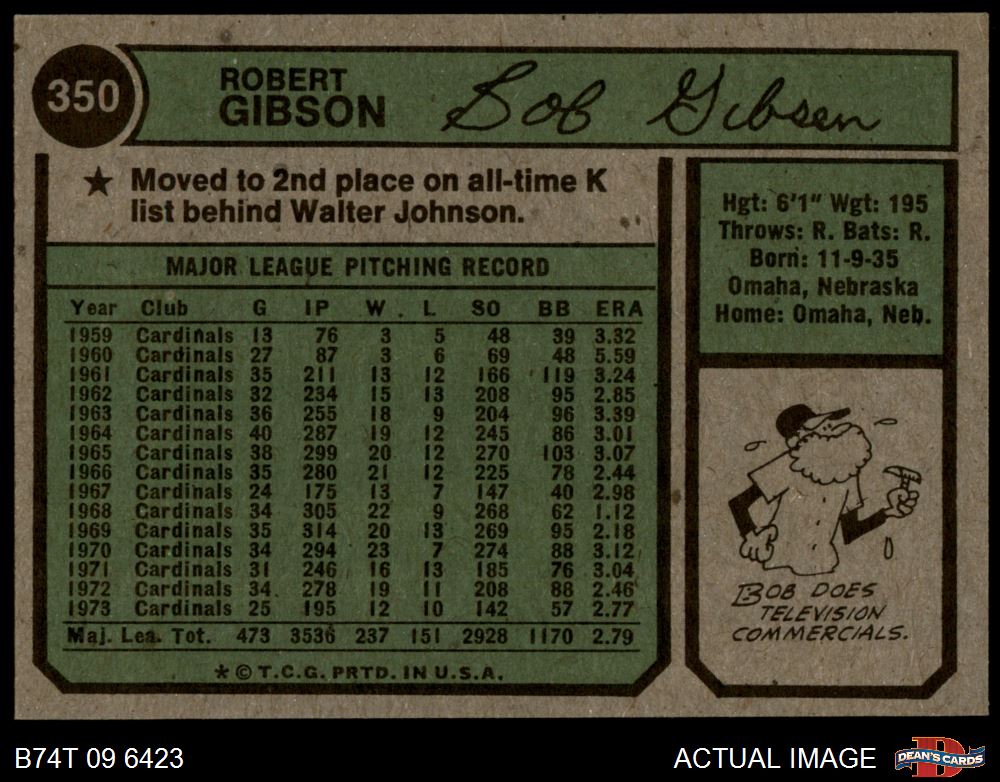 350
ROBERT
GIBSON
Bob Gibson
★ Moved to 2nd place on all-time K
list behind Walter Johnson.
MAJOR LEAGUE PITCHING RECORD
Year Club G IP W. L SO BB ERA
1959 Cardinals 13 76 3 5 48 39 3.32
1960 Cardinals 27 87 3 6 69 48 5.59
1961 Cardinals 35 211 13 12 166 119 3.24
1962 Cardinals 32 234 15 13 208 95 2.85
1963 Cardinals 36 255 18 9 204 96 3.39
1964 Cardinals 40 287 19 12 245 86 3.01
1965 Cardinals 38 299 20 12 270 103 3.07
1966 Cardinals 35 280 21 12 225 78 2.44
1967 Cardinals 24 175 13 7 147 40 2.98
1968 Cardinals 34 305 22 9 268 62 1.12
1969 Cardinals 35 314 20 13 269 95 2.18
1970 Cardinals 34 294 23 7 274 88 3.12
1971 Cardinals 31 246 16 13 185 76 3.04
1972 Cardinals 34 278 19 11 208 88 2.46
1973 Cardinals 25 195 12 10 142 57 2.77
Maj. Lea. Tot. 473 3536 237 151 2928 1170 2.79
★ © T.C.G. PRTD. IN U.S.A.
Hgt: 6'1" Wgt: 195
Throws: R. Bats: R.
Born: 11-9-35
Omaha, Nebraska
Home: Omaha, Neb.
BOB DOES
TELEVISION
COMMERCIALS.
B74T 09 6423
ACTUAL IMAGE
D
DEAN'S CARDS